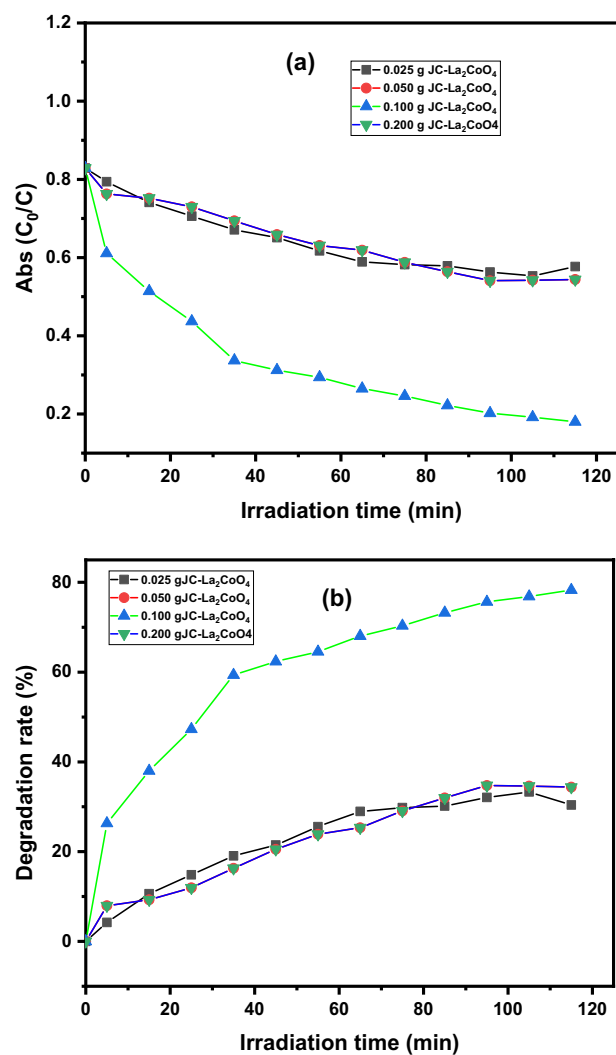 1.2
(a)
0.025 g JC-La₂CoO₄
0.050 g JC-La₂CoO₄
0.100 g JC-La₂CoO₄
0.200 g JC-La₂CoO4
1.0
0.8
0.6
0.4
0.2
Abs (C₀/C)
0 20 40 60 80 100 120
Irradiation time (min)
80
(b)
0.025 gJC-La₂CoO₄
0.050 gJC-La₂CoO₄
0.100 gJC-La₂CoO₄
0.200 gJC-La₂CoO4
60
40
20
0
Degradation rate (%)
0 20 40 60 80 100 120
Irradiation time (min)